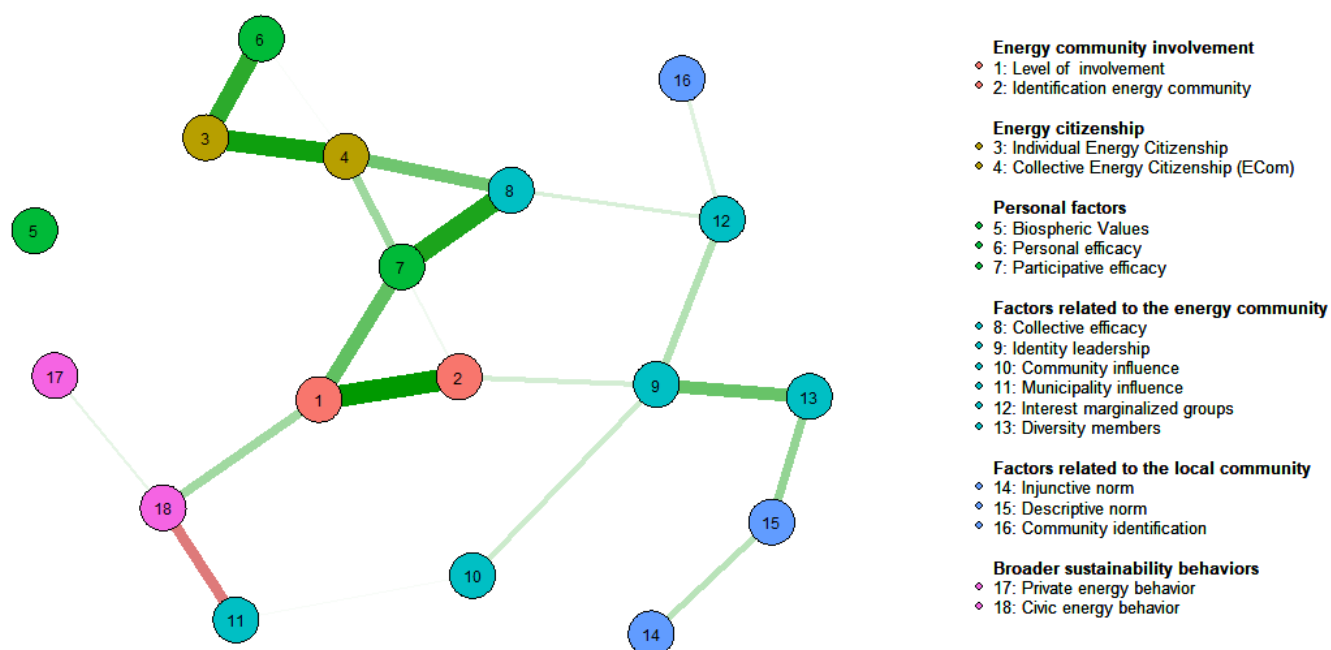 6
16
3
4
8
12
5
7
17
2
9
1
13
18
15
10
11
14
Energy community involvement
1: Level of involvement
2: Identification energy community
Energy citizenship
3: Individual Energy Citizenship
4: Collective Energy Citizenship (ECom)
Personal factors
5: Biospheric Values
6: Personal efficacy
7: Participative efficacy
Factors related to the energy community
8: Collective efficacy
9: Identity leadership
10: Community influence
11: Municipality influence
12: Interest marginalized groups
13: Diversity members
Factors related to the local community
14: Injunctive norm
15: Descriptive norm
16: Community identification
Broader sustainability behaviors
17: Private energy behavior
18: Civic energy behavior